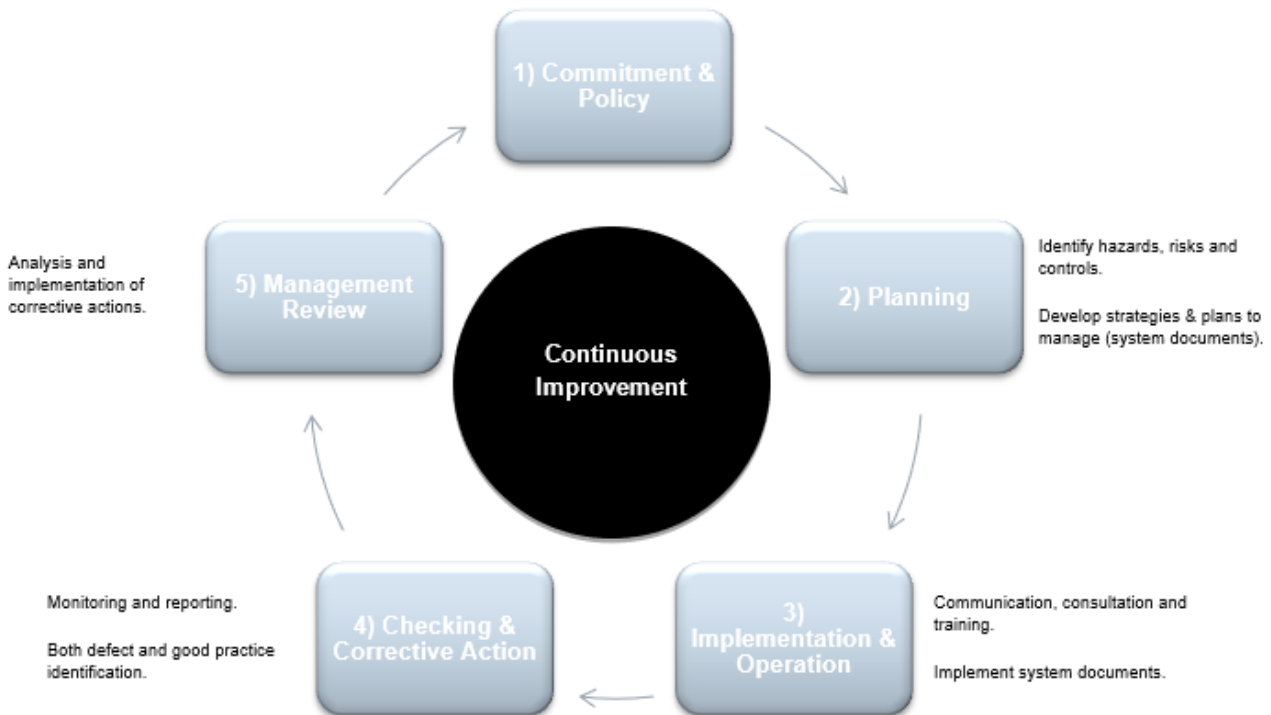 1) Commitment &
Policy
2) Planning
Identify hazards, risks and
controls.
Develop strategies & plans to
manage (system documents).
3)
Implementation &
Operation
Communication, consultation and
training.
Implement system documents.
4) Checking &
Corrective Action
Monitoring and reporting.
Both defect and good practice
identification.
5) Management
Review
Analysis and
implementation of
corrective actions.
Continuous
Improvement